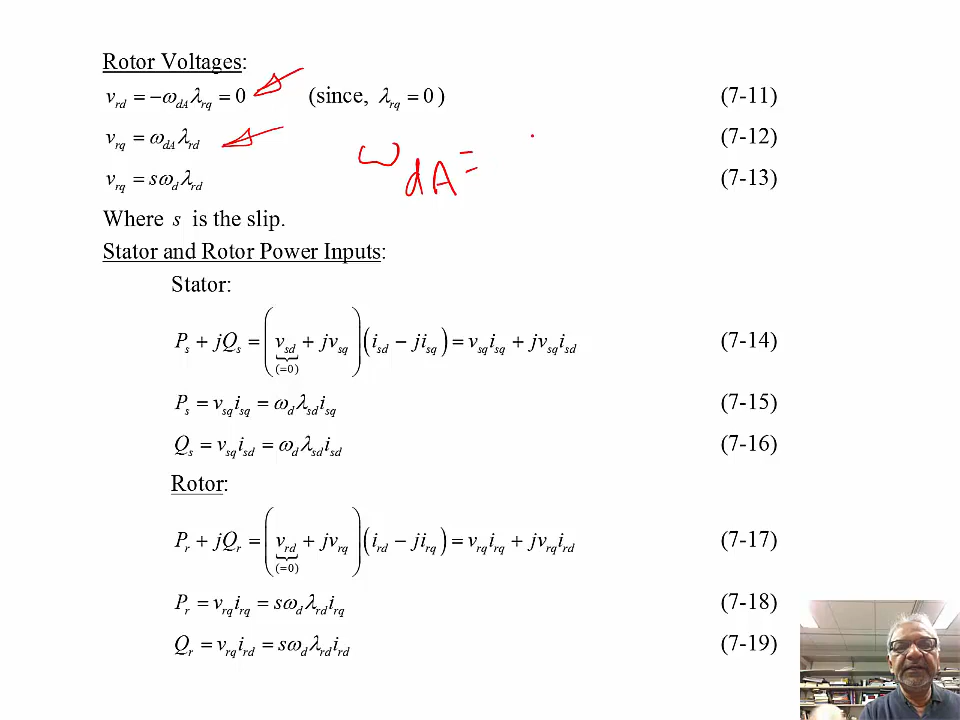 Rotor Voltages:
v_rd = −ω_dA λ_rq = 0 (since, λ_rq = 0 ) (7-11)
v_rq = ω_dA λ_rd (7-12)
ω_dA =
v_rq = sω_d λ_rd (7-13)
Where s is the slip.
Stator and Rotor Power Inputs:
Stator:
P_s + jQ_s = ( v_sd + jv_sq ) ( i_sd − ji_sq ) = v_sq i_sq + jv_sq i_sd (7-14)
(=0)
P_s = v_sq i_sq = ω_d λ_sd i_sq (7-15)
Q_s = v_sq i_sd = ω_d λ_sd i_sd (7-16)
Rotor:
P_r + jQ_r = ( v_rd + jv_rq ) ( i_rd − ji_rq ) = v_rq i_rq + jv_rq i_rd (7-17)
(=0)
P_r = v_rq i_rq = sω_d λ_rd i_rq (7-18)
Q_r = v_rq i_rd = sω_d λ_rd i_rd (7-19)